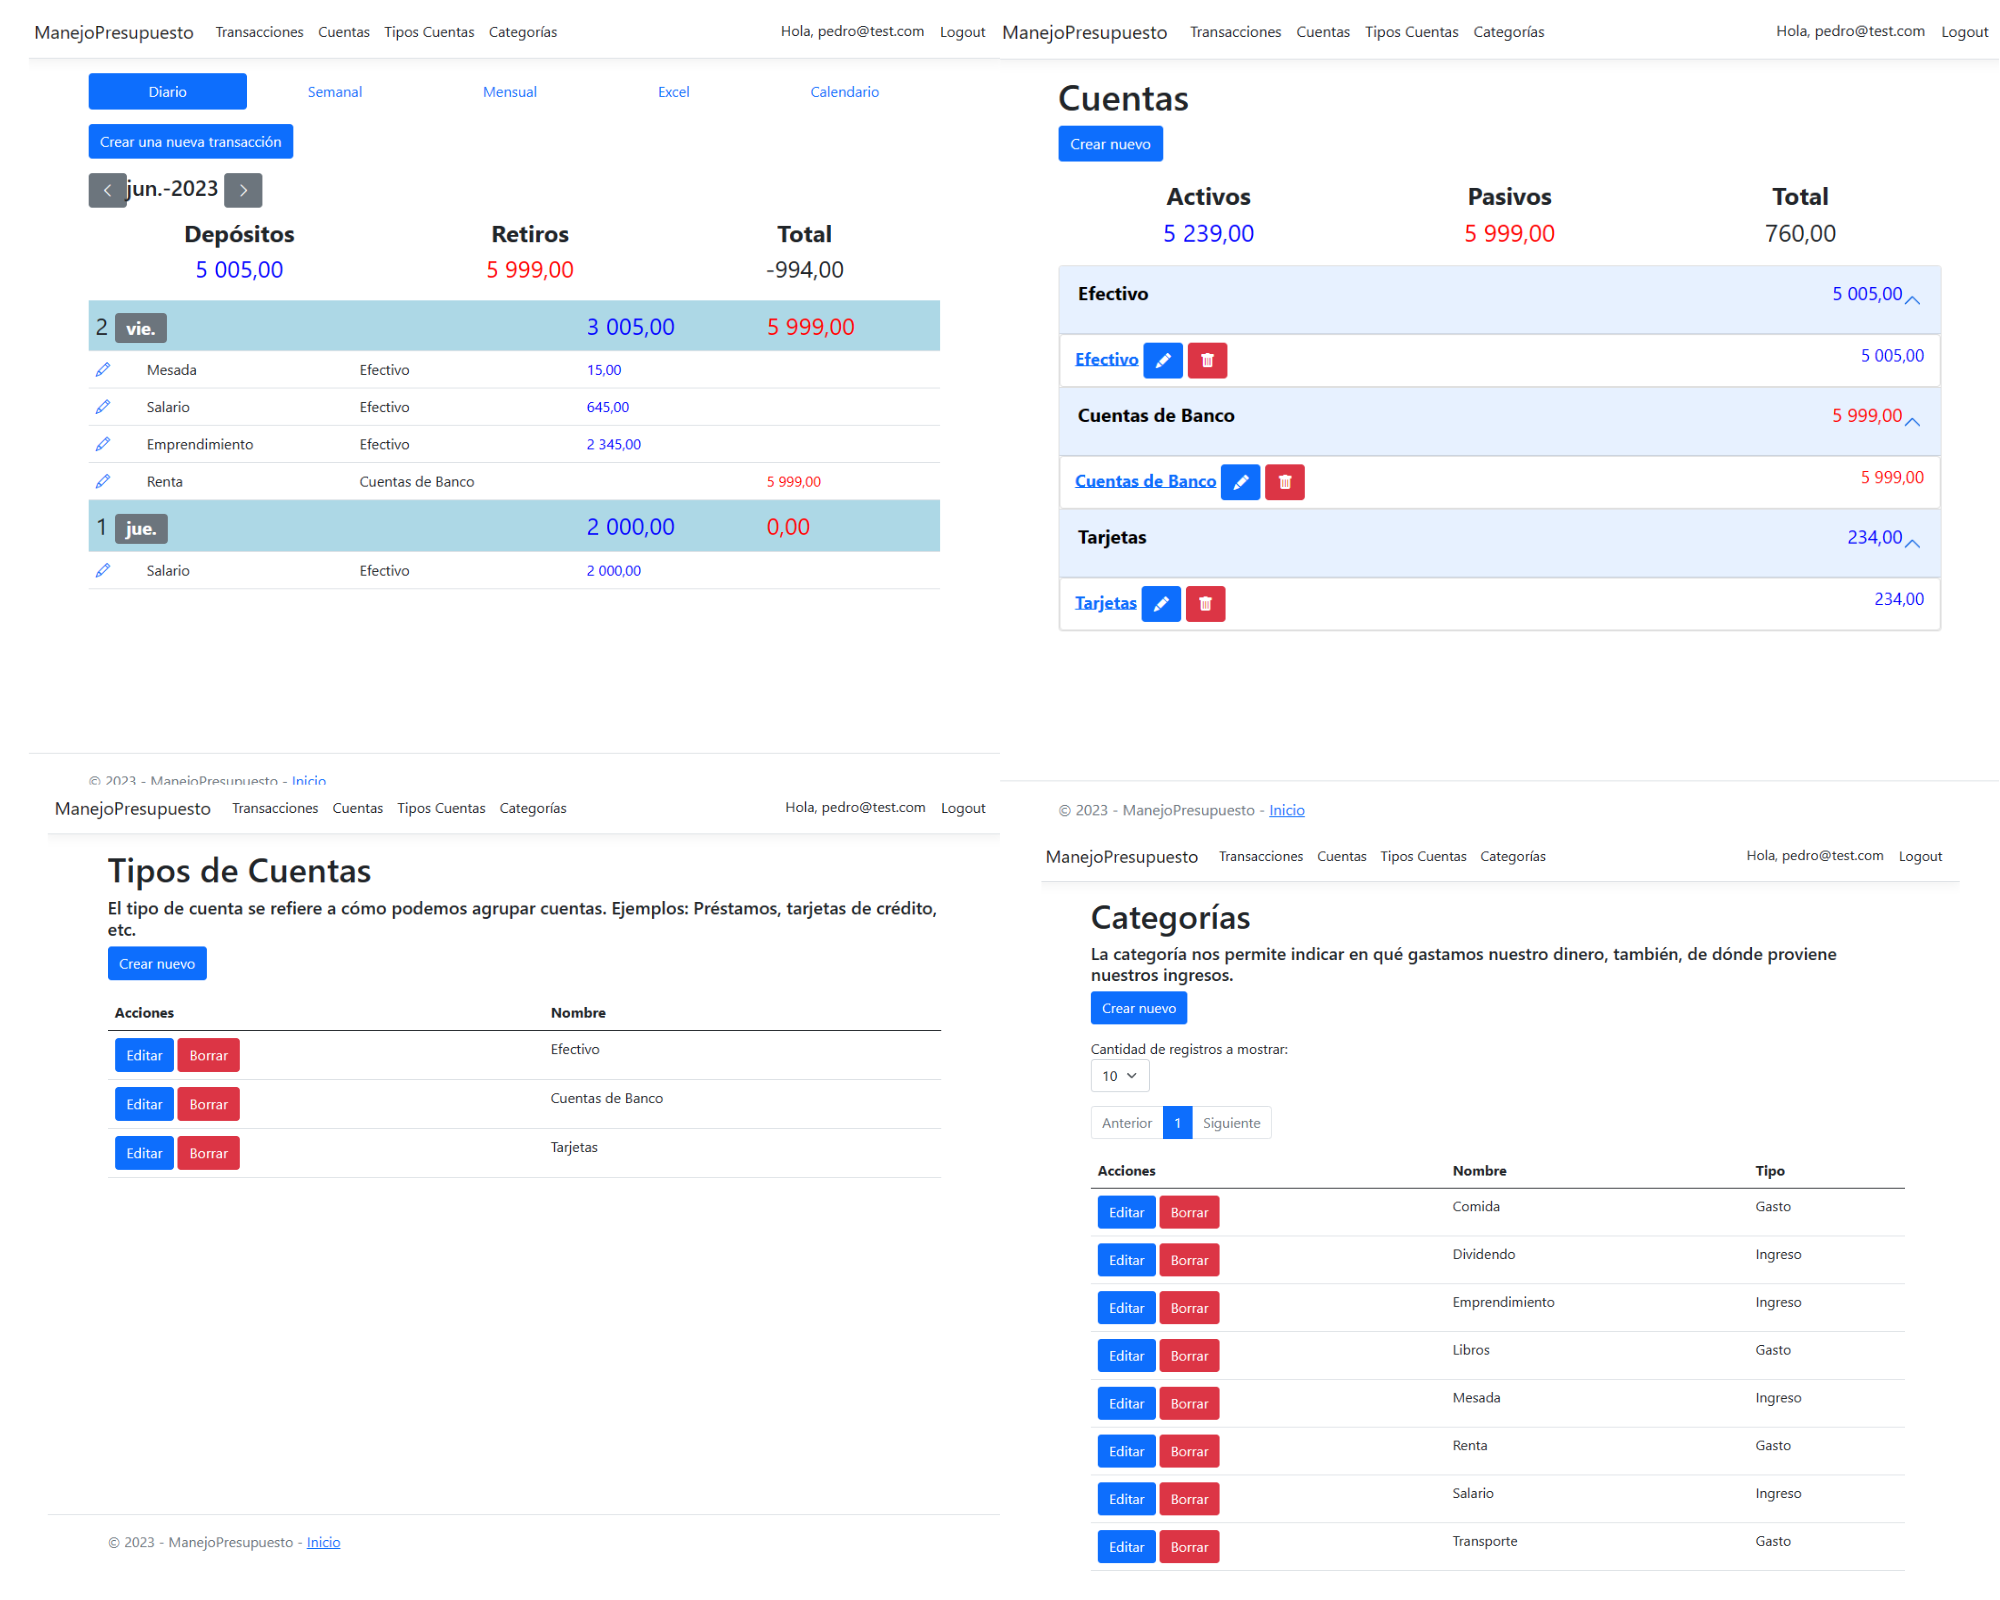 ManejoPresupuesto Transacciones Cuentas Tipos Cuentas Categorías Hola, pedro@test.com Logout
Diario Semanal Mensual Excel Calendario
Crear una nueva transacción
jun.-2023
Depósitos Retiros Total
5 005,00 5 999,00 -994,00
2 vie. 3 005,00 5 999,00
Mesada Efectivo 15,00
Salario Efectivo 645,00
Emprendimiento Efectivo 2 345,00
Renta Cuentas de Banco 5 999,00
1 jue. 2 000,00 0,00
Salario Efectivo 2 000,00
© 2023 - ManejoPresupuesto - Inicio
ManejoPresupuesto Transacciones Cuentas Tipos Cuentas Categorías Hola, pedro@test.com Logout
Cuentas
Crear nuevo
Activos Pasivos Total
5 239,00 5 999,00 760,00
Efectivo 5 005,00
Efectivo 5 005,00
Cuentas de Banco 5 999,00
Cuentas de Banco 5 999,00
Tarjetas 234,00
Tarjetas 234,00
© 2023 - ManejoPresupuesto - Inicio
ManejoPresupuesto Transacciones Cuentas Tipos Cuentas Categorías Hola, pedro@test.com Logout
Tipos de Cuentas
El tipo de cuenta se refiere a cómo podemos agrupar cuentas. Ejemplos: Préstamos, tarjetas de crédito,
etc.
Crear nuevo
Acciones Nombre
Editar Borrar Efectivo
Editar Borrar Cuentas de Banco
Editar Borrar Tarjetas
© 2023 - ManejoPresupuesto - Inicio
ManejoPresupuesto Transacciones Cuentas Tipos Cuentas Categorías Hola, pedro@test.com Logout
Categorías
La categoría nos permite indicar en qué gastamos nuestro dinero, también, de dónde proviene
nuestros ingresos.
Crear nuevo
Cantidad de registros a mostrar:
10
Anterior 1 Siguiente
Acciones Nombre Tipo
Editar Borrar Comida Gasto
Editar Borrar Dividendo Ingreso
Editar Borrar Emprendimiento Ingreso
Editar Borrar Libros Gasto
Editar Borrar Mesada Ingreso
Editar Borrar Renta Gasto
Editar Borrar Salario Ingreso
Editar Borrar Transporte Gasto